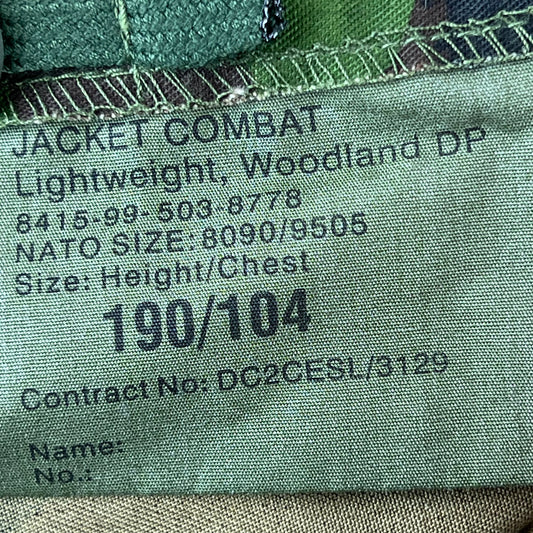 JACKET COMBAT
Lightweight, Woodland DP
8415-99-503-8778
NATO SIZE: 8090/9505
Size: Height/Chest
190/104
Contract No: DC2CESL/3129
Name:
No.: